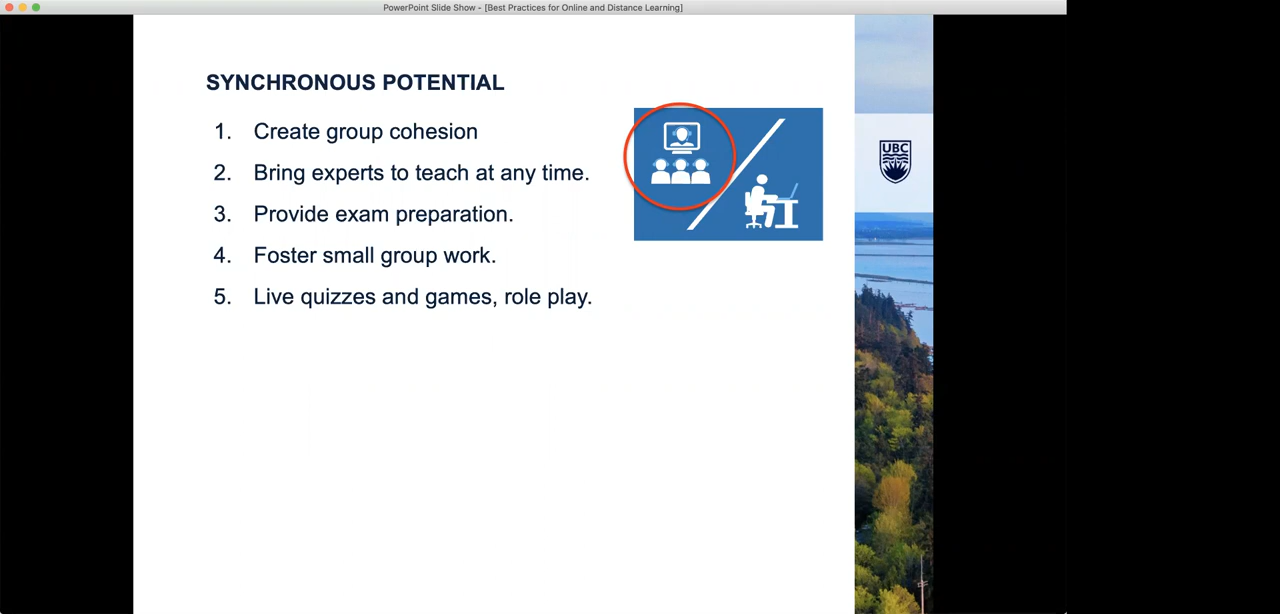 PowerPoint Slide Show - [Best Practices for Online and Distance Learning]
SYNCHRONOUS POTENTIAL
1. Create group cohesion
2. Bring experts to teach at any time.
3. Provide exam preparation.
4. Foster small group work.
5. Live quizzes and games, role play.
UBC